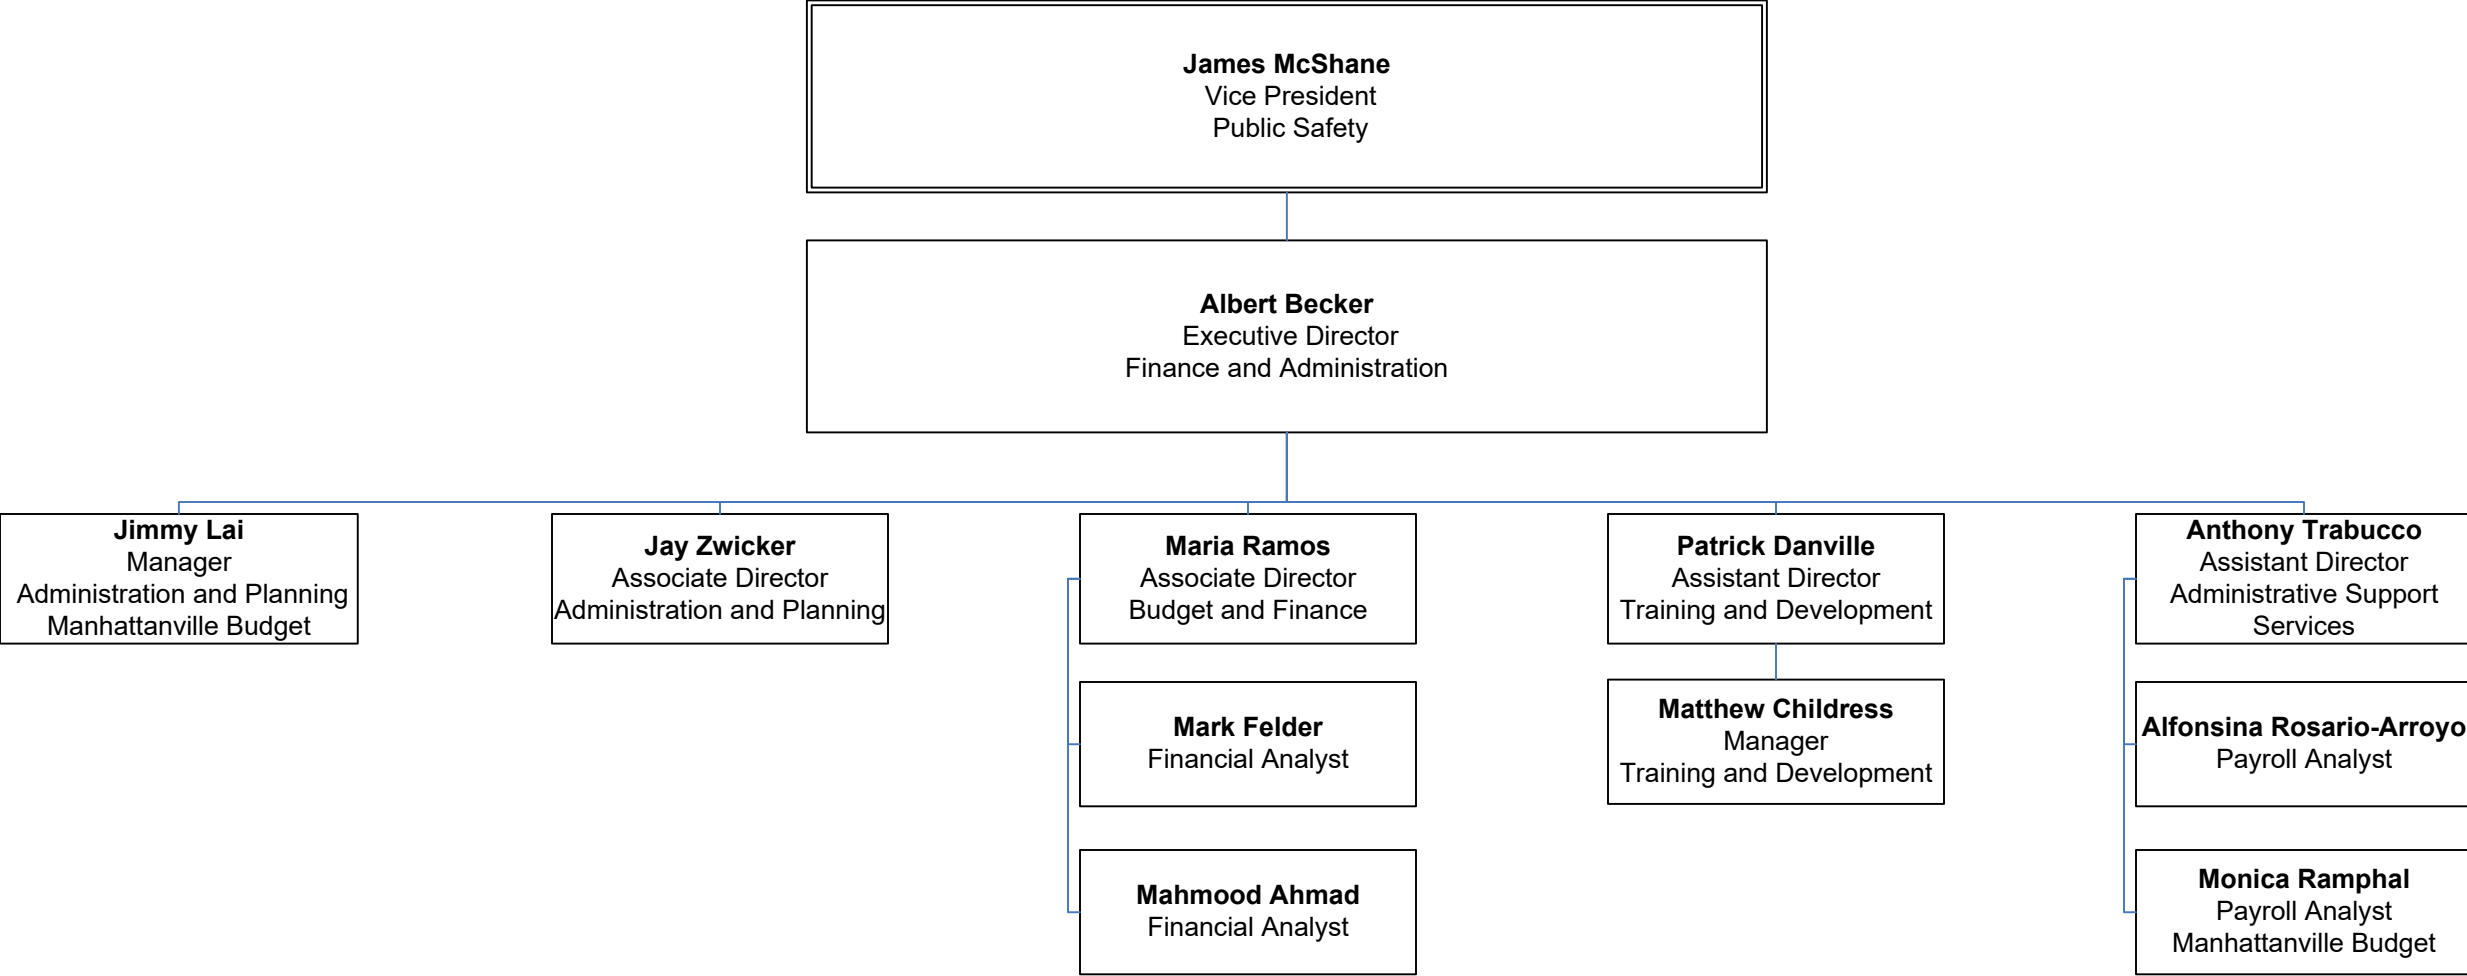 James McShane
Vice President
Public Safety
Albert Becker
Executive Director
Finance and Administration
Jimmy Lai
Manager
Administration and Planning
Manhattanville Budget
Jay Zwicker
Associate Director
Administration and Planning
Maria Ramos
Associate Director
Budget and Finance
Patrick Danville
Assistant Director
Training and Development
Anthony Trabucco
Assistant Director
Administrative Support
Services
Mark Felder
Financial Analyst
Matthew Childress
Manager
Training and Development
Alfonsina Rosario-Arroyo
Payroll Analyst
Mahmood Ahmad
Financial Analyst
Monica Ramphal
Payroll Analyst
Manhattanville Budget